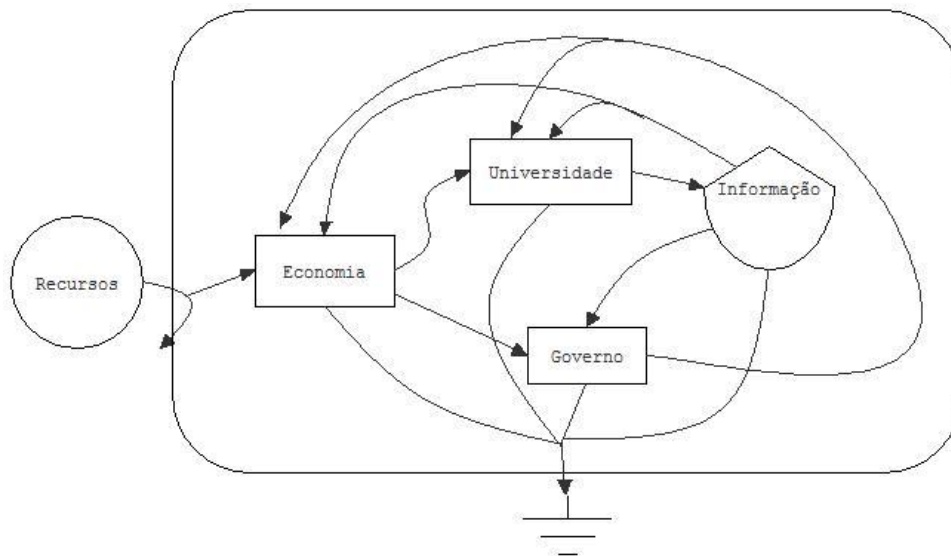 Universidade
Informação
Economia
Recursos
Governo